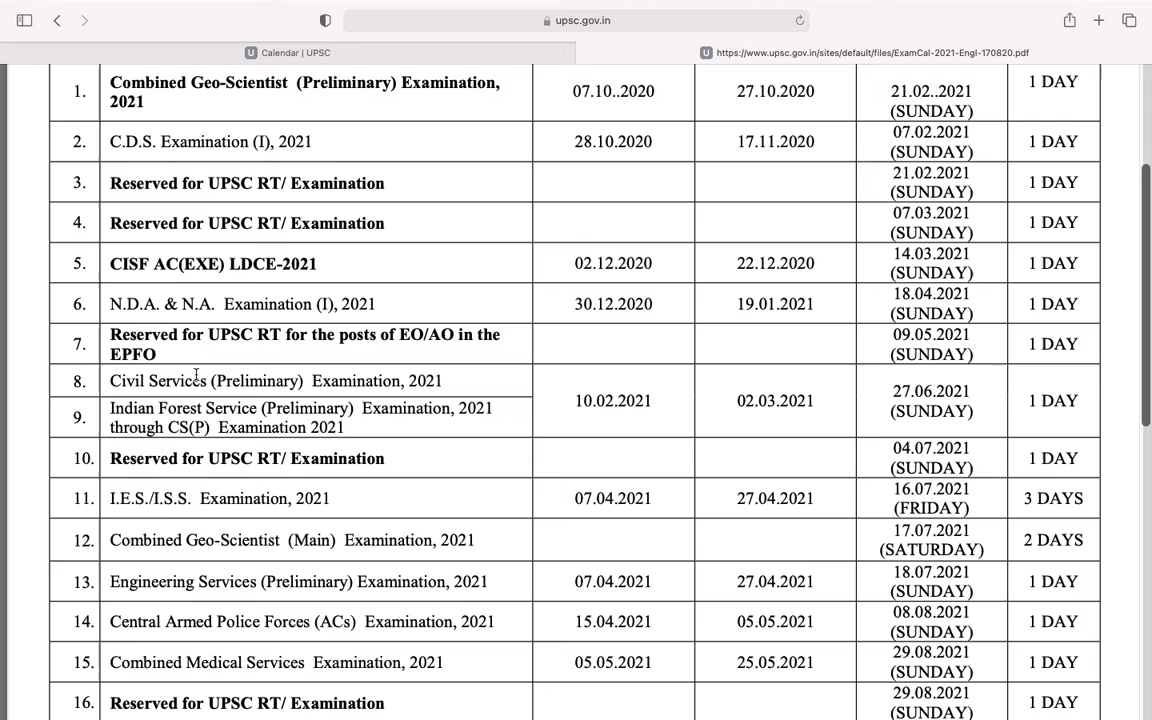 upsc.gov.in
U Calendar | UPSC
U https://www.upsc.gov.in/sites/default/files/ExamCal-2021-Engl-170820.pdf
1. Combined Geo-Scientist (Preliminary) Examination, 2021 07.10..2020 27.10.2020 21.02..2021 (SUNDAY) 1 DAY
2. C.D.S. Examination (I), 2021 28.10.2020 17.11.2020 07.02.2021 (SUNDAY) 1 DAY
3. Reserved for UPSC RT/ Examination 21.02.2021 (SUNDAY) 1 DAY
4. Reserved for UPSC RT/ Examination 07.03.2021 (SUNDAY) 1 DAY
5. CISF AC(EXE) LDCE-2021 02.12.2020 22.12.2020 14.03.2021 (SUNDAY) 1 DAY
6. N.D.A. & N.A. Examination (I), 2021 30.12.2020 19.01.2021 18.04.2021 (SUNDAY) 1 DAY
7. Reserved for UPSC RT for the posts of EO/AO in the EPFO 09.05.2021 (SUNDAY) 1 DAY
8. Civil Services (Preliminary) Examination, 2021 10.02.2021 02.03.2021 27.06.2021 (SUNDAY) 1 DAY
9. Indian Forest Service (Preliminary) Examination, 2021 through CS(P) Examination 2021
10. Reserved for UPSC RT/ Examination 04.07.2021 (SUNDAY) 1 DAY
11. I.E.S./I.S.S. Examination, 2021 07.04.2021 27.04.2021 16.07.2021 (FRIDAY) 3 DAYS
12. Combined Geo-Scientist (Main) Examination, 2021 17.07.2021 (SATURDAY) 2 DAYS
13. Engineering Services (Preliminary) Examination, 2021 07.04.2021 27.04.2021 18.07.2021 (SUNDAY) 1 DAY
14. Central Armed Police Forces (ACs) Examination, 2021 15.04.2021 05.05.2021 08.08.2021 (SUNDAY) 1 DAY
15. Combined Medical Services Examination, 2021 05.05.2021 25.05.2021 29.08.2021 (SUNDAY) 1 DAY
16. Reserved for UPSC RT/ Examination 29.08.2021 (SUNDAY) 1 DAY